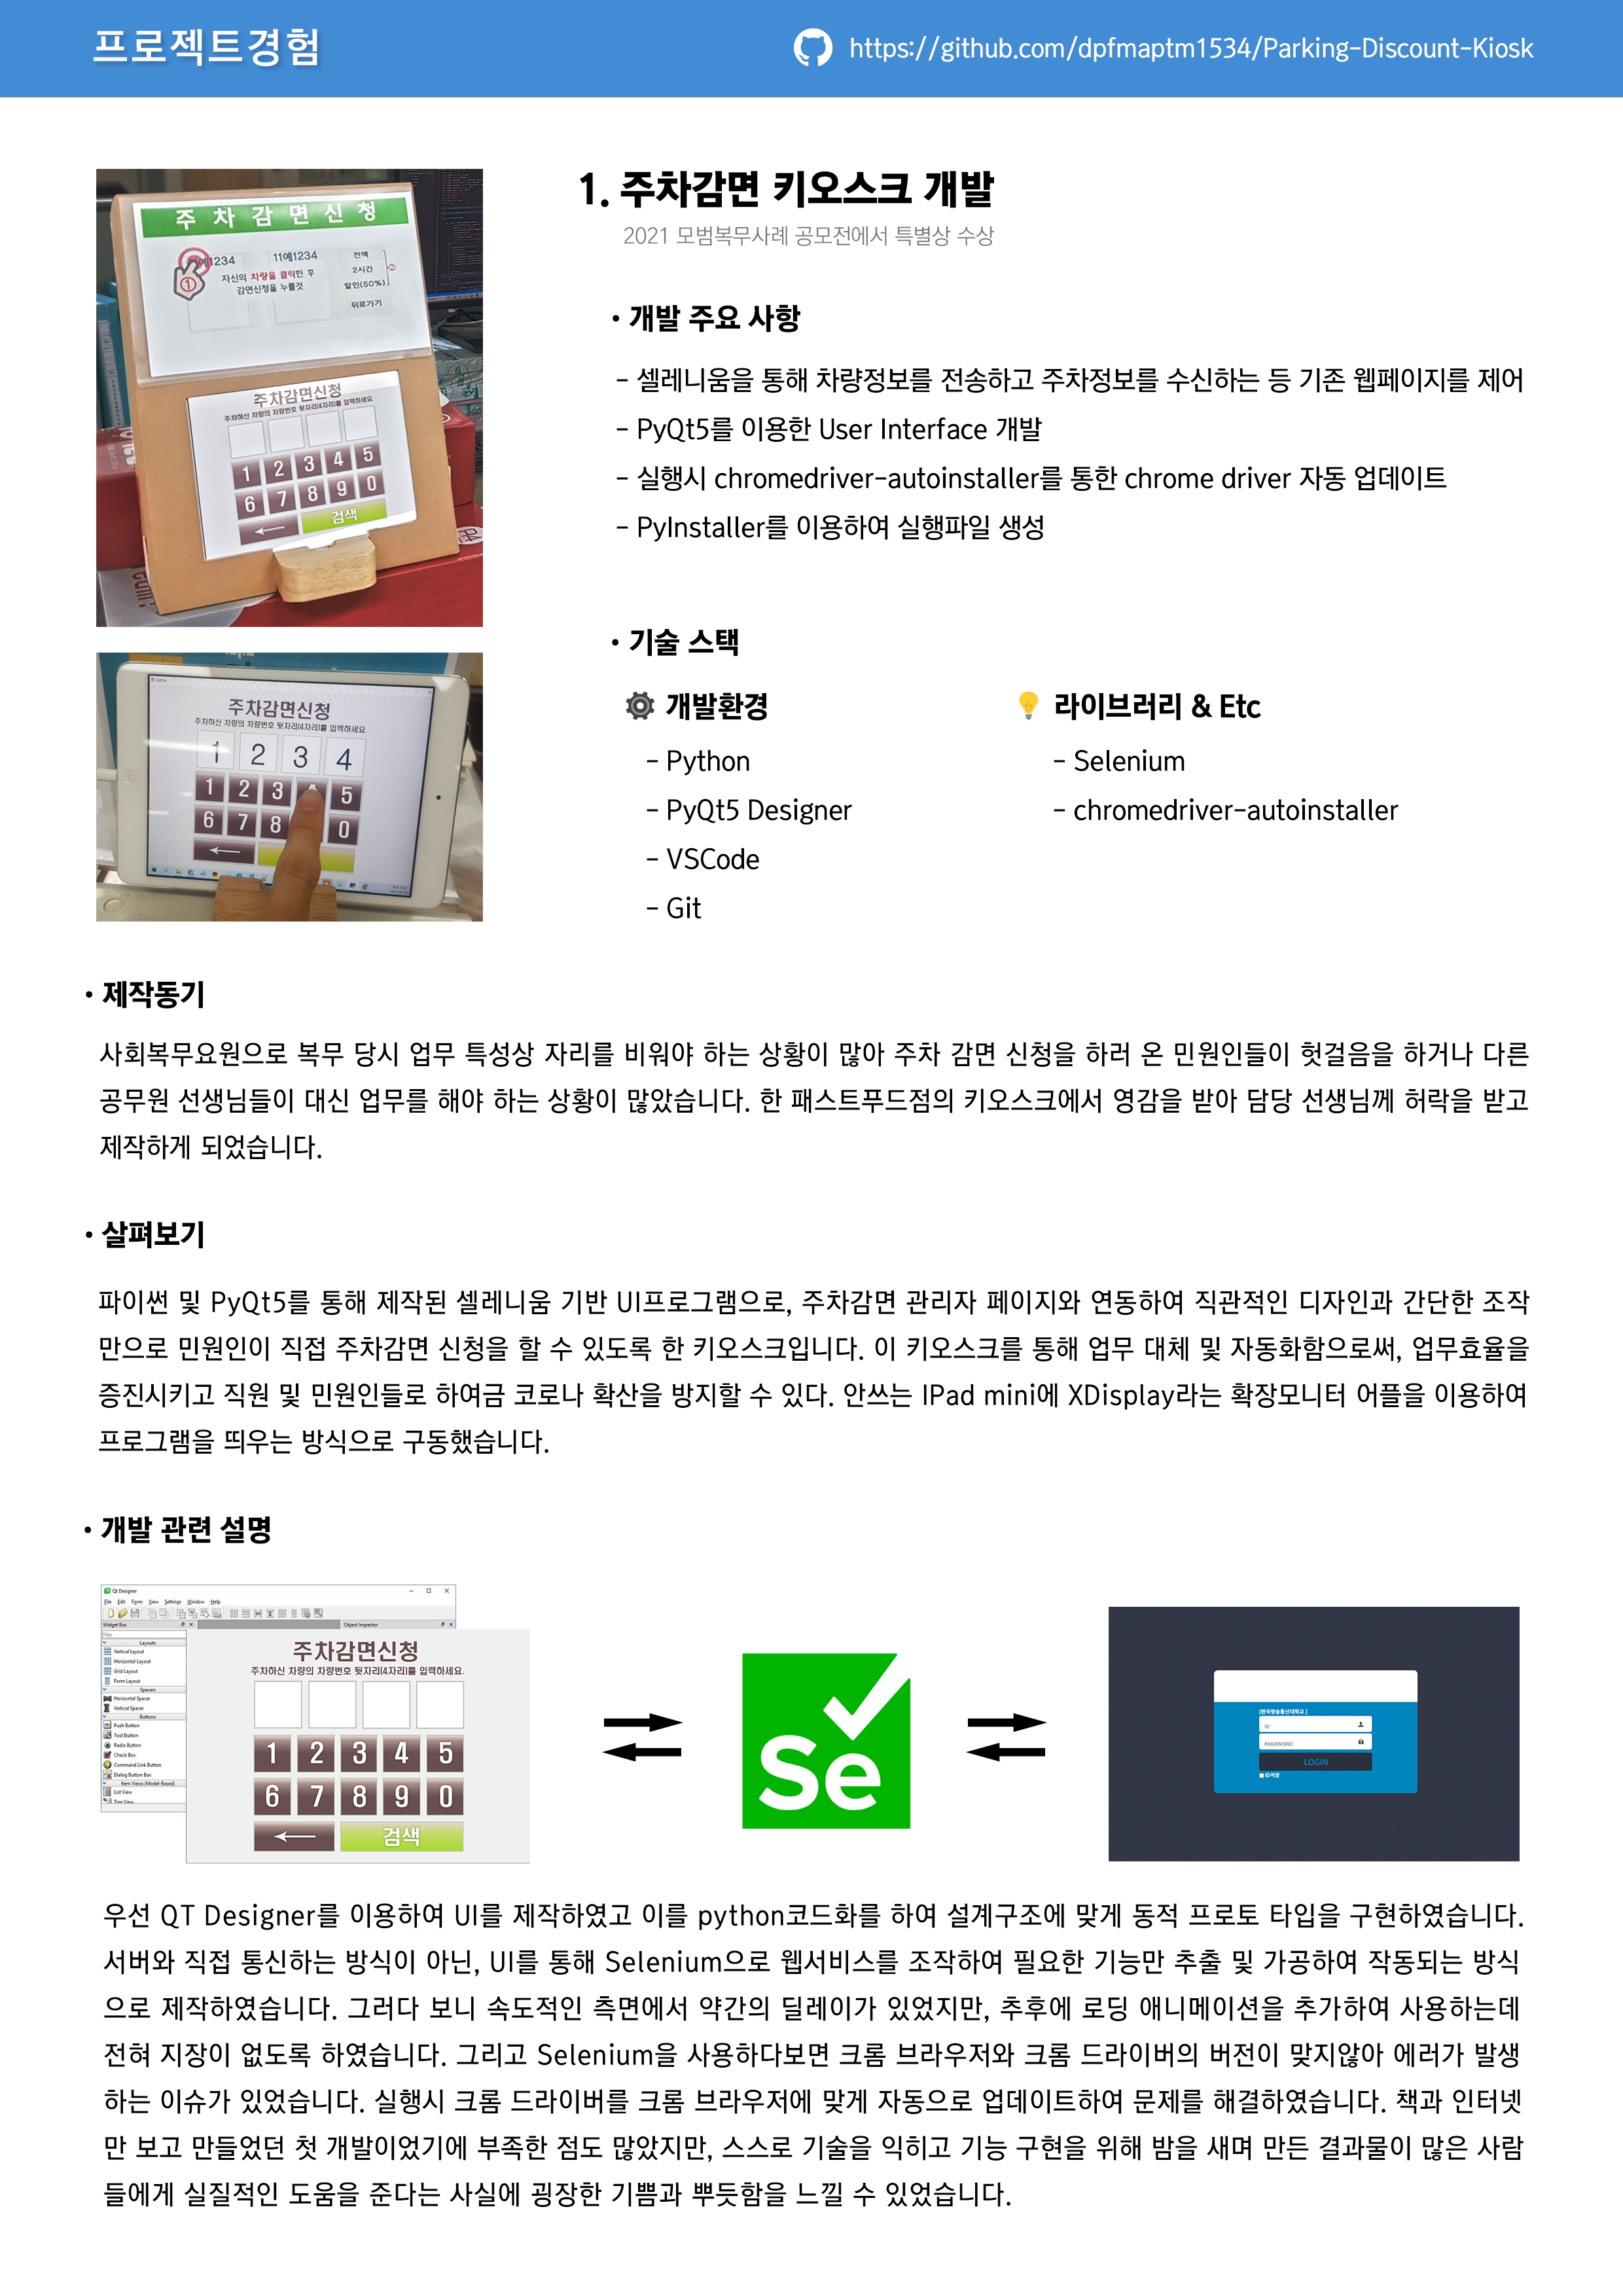 프로젝트경험
https://github.com/dpfmaptm1534/Parking-Discount-Kiosk
1. 주차감면 키오스크 개발
2021 모범복무사례 공모전에서 특별상 수상
• 개발 주요 사항
- 셀레니움을 통해 차량정보를 전송하고 주차정보를 수신하는 등 기존 웹페이지를 제어
- PyQt5를 이용한 User Interface 개발
- 실행시 chromedriver-autoinstaller를 통한 chrome driver 자동 업데이트
- PyInstaller를 이용하여 실행파일 생성
주 차 감 면 신 청
1234
11예1234
전액
2시간
할인(50%)
뒤로가기
①
②
자신의 차량을 클릭한 후
감면신청을 누를것
주차감면신청
주차하신 차량의 차량번호 뒷자리(4자리)를 입력하세요.
1 2 3 4 5
6 7 8 9 0
←
검색
주차감면신청
주차하신 차량의 차량번호 뒷자리(4자리)를 입력하세요.
1 2 3 4
1 2 3 5
6 7 8 0
←
• 기술 스택
개발환경
- Python
- PyQt5 Designer
- VSCode
- Git
라이브러리 & Etc
- Selenium
- chromedriver-autoinstaller
• 제작동기
사회복무요원으로 복무 당시 업무 특성상 자리를 비워야 하는 상황이 많아 주차 감면 신청을 하러 온 민원인들이 헛걸음을 하거나 다른
공무원 선생님들이 대신 업무를 해야 하는 상황이 많았습니다. 한 패스트푸드점의 키오스크에서 영감을 받아 담당 선생님께 허락을 받고
제작하게 되었습니다.
• 살펴보기
파이썬 및 PyQt5를 통해 제작된 셀레니움 기반 UI프로그램으로, 주차감면 관리자 페이지와 연동하여 직관적인 디자인과 간단한 조작
만으로 민원인이 직접 주차감면 신청을 할 수 있도록 한 키오스크입니다. 이 키오스크를 통해 업무 대체 및 자동화함으로써, 업무효율을
증진시키고 직원 및 민원인들로 하여금 코로나 확산을 방지할 수 있다. 안쓰는 IPad mini에 XDisplay라는 확장모니터 어플을 이용하여
프로그램을 띄우는 방식으로 구동했습니다.
• 개발 관련 설명
Qt Designer
File Edit Form View Settings Window Help
Widget Box
Object Inspector
Filter
Layouts
Vertical Layout
Horizontal Layout
Grid Layout
Form Layout
Spacers
Horizontal Spacer
Vertical Spacer
Buttons
Push Button
Tool Button
Radio Button
Check Box
Command Link Button
Dialog Button Box
Item Views (Model-Based)
List View
Tree View
주차감면신청
주차하신 차량의 차량번호 뒷자리(4자리)를 입력하세요.
1 2 3 4 5
6 7 8 9 0
←
검색
Se
[한국방송통신대학교]
ID
PASSWORD
LOGIN
ID저장
우선 QT Designer를 이용하여 UI를 제작하였고 이를 python코드화를 하여 설계구조에 맞게 동적 프로토 타입을 구현하였습니다.
서버와 직접 통신하는 방식이 아닌, UI를 통해 Selenium으로 웹서비스를 조작하여 필요한 기능만 추출 및 가공하여 작동되는 방식
으로 제작하였습니다. 그러다 보니 속도적인 측면에서 약간의 딜레이가 있었지만, 추후에 로딩 애니메이션을 추가하여 사용하는데
전혀 지장이 없도록 하였습니다. 그리고 Selenium을 사용하다보면 크롬 브라우저와 크롬 드라이버의 버전이 맞지않아 에러가 발생
하는 이슈가 있었습니다. 실행시 크롬 드라이버를 크롬 브라우저에 맞게 자동으로 업데이트하여 문제를 해결하였습니다. 책과 인터넷
만 보고 만들었던 첫 개발이었기에 부족한 점도 많았지만, 스스로 기술을 익히고 기능 구현을 위해 밤을 새며 만든 결과물이 많은 사람
들에게 실질적인 도움을 준다는 사실에 굉장한 기쁨과 뿌듯함을 느낄 수 있었습니다.